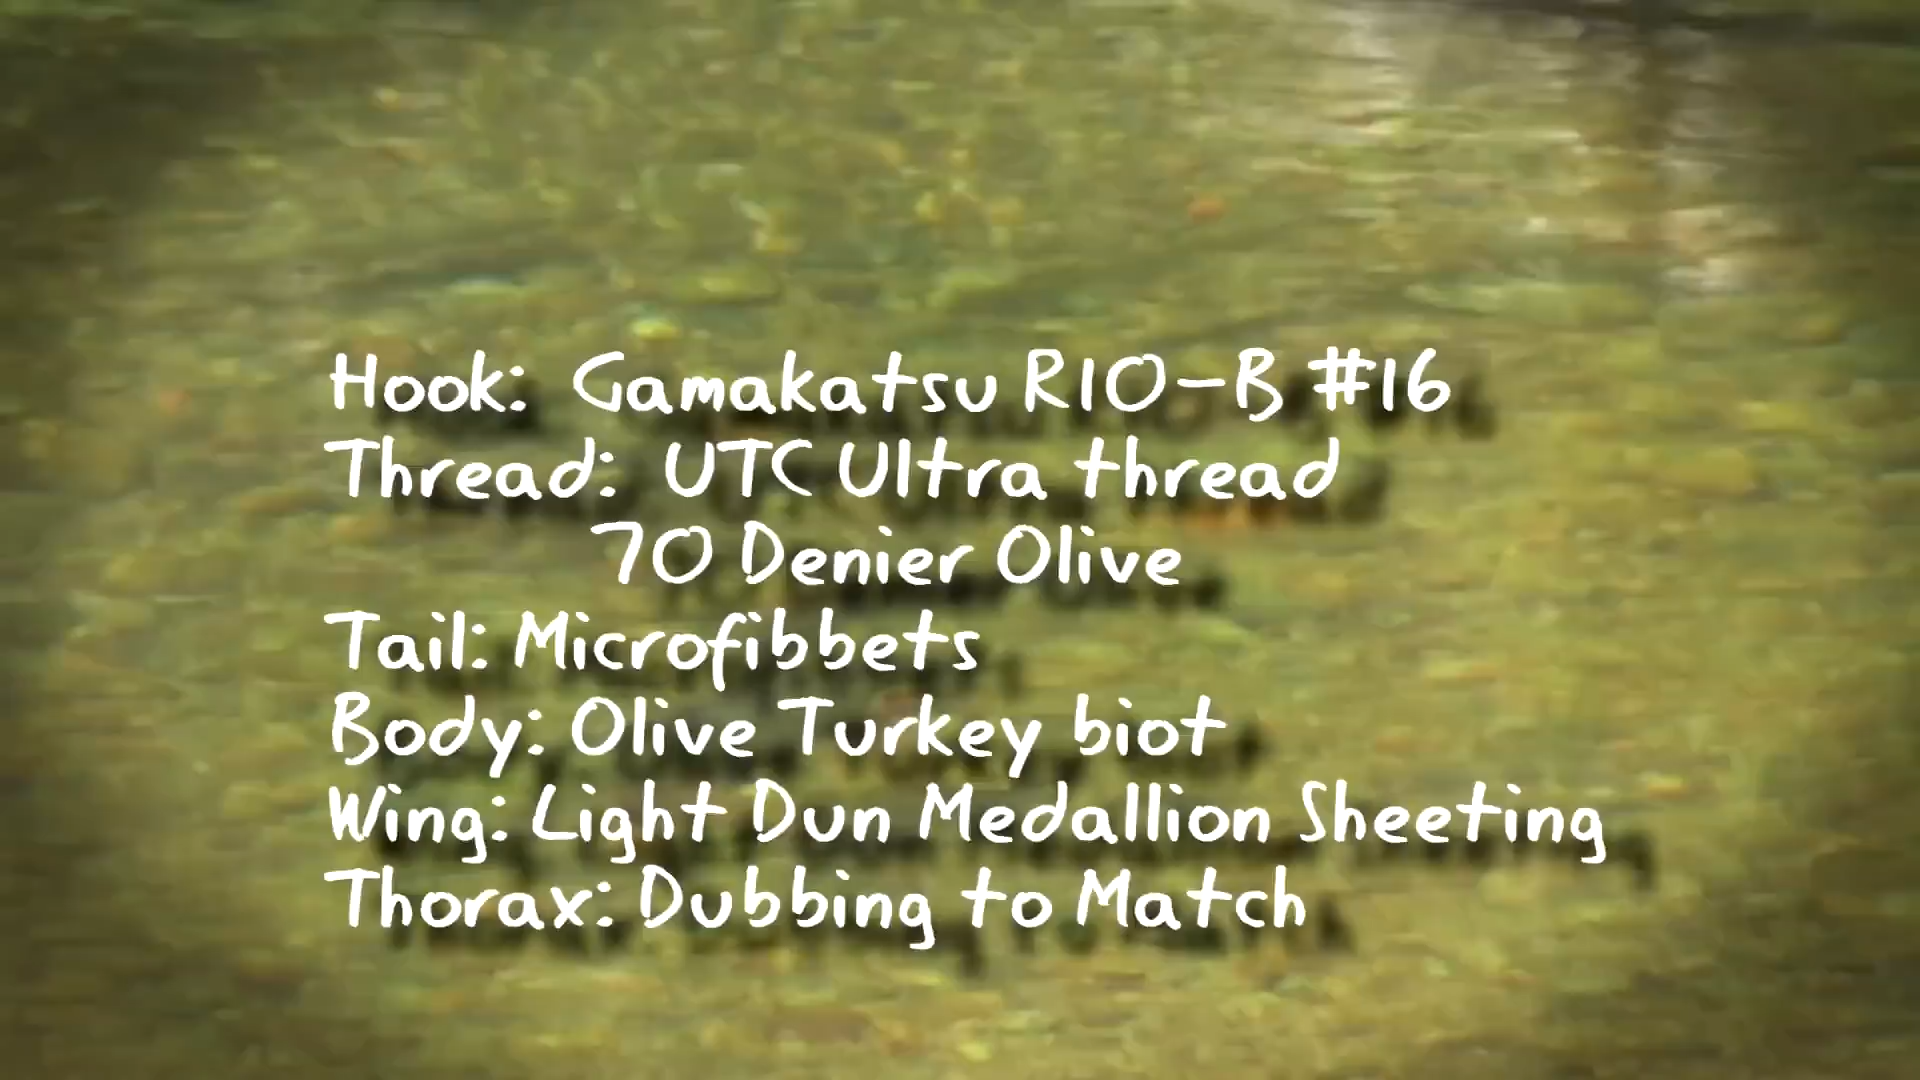 Hook: Gamakatsu R10-B #16
Thread: UTC Ultra thread
70 Denier Olive
Tail: Microfibbets
Body: Olive Turkey biot
Wing: Light Dun Medallion Sheeting
Thorax: Dubbing to Match